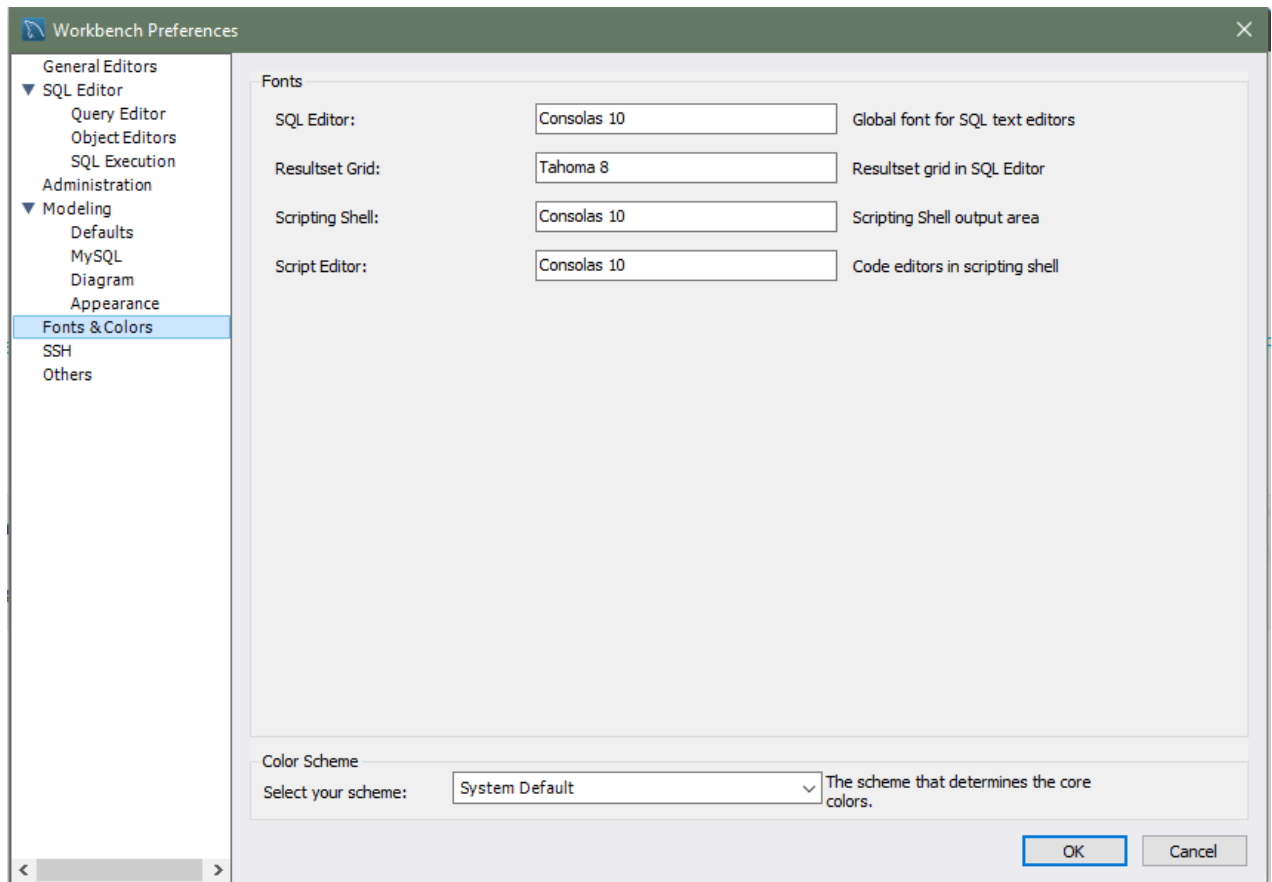 Workbench Preferences
General Editors
SQL Editor
Query Editor
Object Editors
SQL Execution
Administration
Modeling
Defaults
MySQL
Diagram
Appearance
Fonts & Colors
SSH
Others
Fonts
SQL Editor: Consolas 10 Global font for SQL text editors
Resultset Grid: Tahoma 8 Resultset grid in SQL Editor
Scripting Shell: Consolas 10 Scripting Shell output area
Script Editor: Consolas 10 Code editors in scripting shell
Color Scheme
Select your scheme: System Default The scheme that determines the core
colors.
OK Cancel